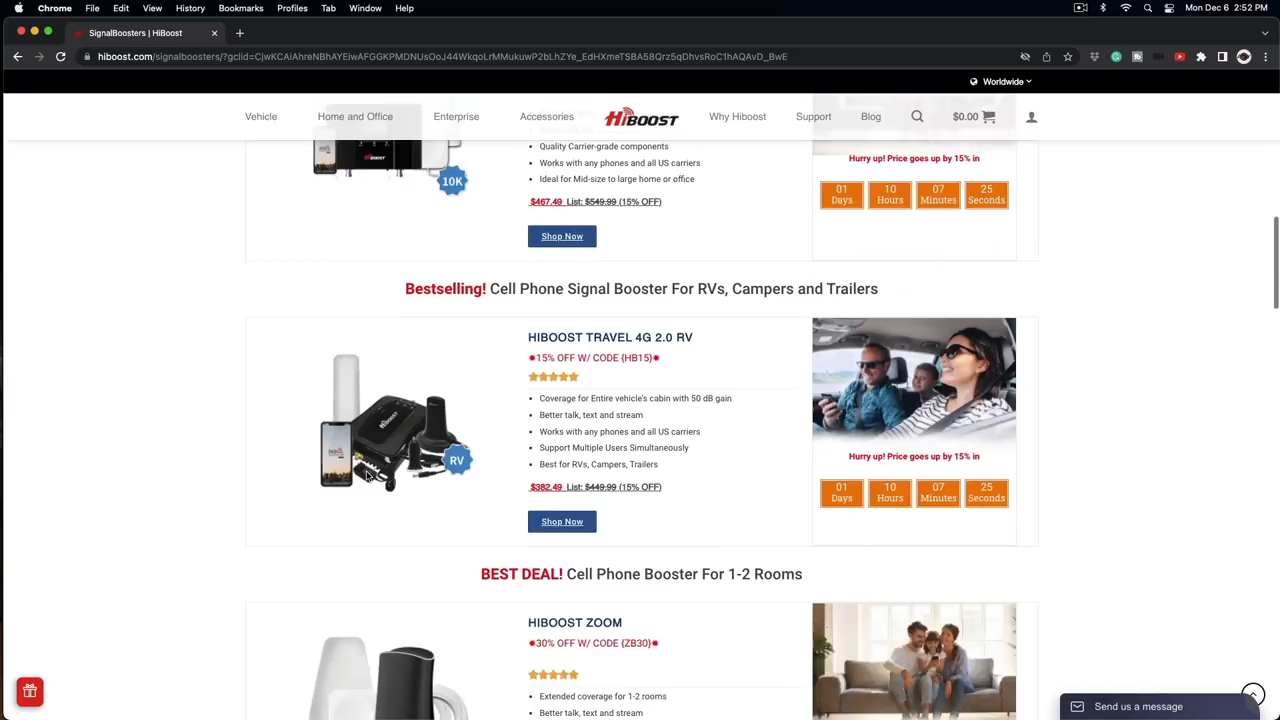 Chrome File Edit View History Bookmarks Profiles Tab Window Help
Mon Dec 6 2:52 PM
SignalBoosters | HiBoost
hiboost.com/signalboosters/?gclid=CjwKCAiAhreNBhAYEiwAFGGKPMDNUsOoJ44WkqoLrMMukuwP2bLhZYe_EdHXmeTSBA58Qrz5qDhvsRoC1hAQAvD_BwE
Worldwide
Vehicle Home and Office Enterprise Accessories HiBOOST Why Hiboost Support Blog $0.00
Quality Carrier-grade components
Works with any phones and all US carriers
Ideal for Mid-size to large home or office
$467.49 List: $549.99 (15% OFF)
Shop Now
10K
Hurry up! Price goes up by 15% in
01 10 07 25
Days Hours Minutes Seconds
Bestselling! Cell Phone Signal Booster For RVs, Campers and Trailers
HIBOOST TRAVEL 4G 2.0 RV
✸15% OFF W/ CODE {HB15}✸
Coverage for Entire vehicle's cabin with 50 dB gain
Better talk, text and stream
Works with any phones and all US carriers
Support Multiple Users Simultaneously
Best for RVs, Campers, Trailers
$382.49 List: $449.99 (15% OFF)
Shop Now
HiBOOST
RV
Hurry up! Price goes up by 15% in
01 10 07 25
Days Hours Minutes Seconds
BEST DEAL! Cell Phone Booster For 1-2 Rooms
HIBOOST ZOOM
✸30% OFF W/ CODE {ZB30}✸
Extended coverage for 1-2 rooms
Better talk, text and stream
Send us a message